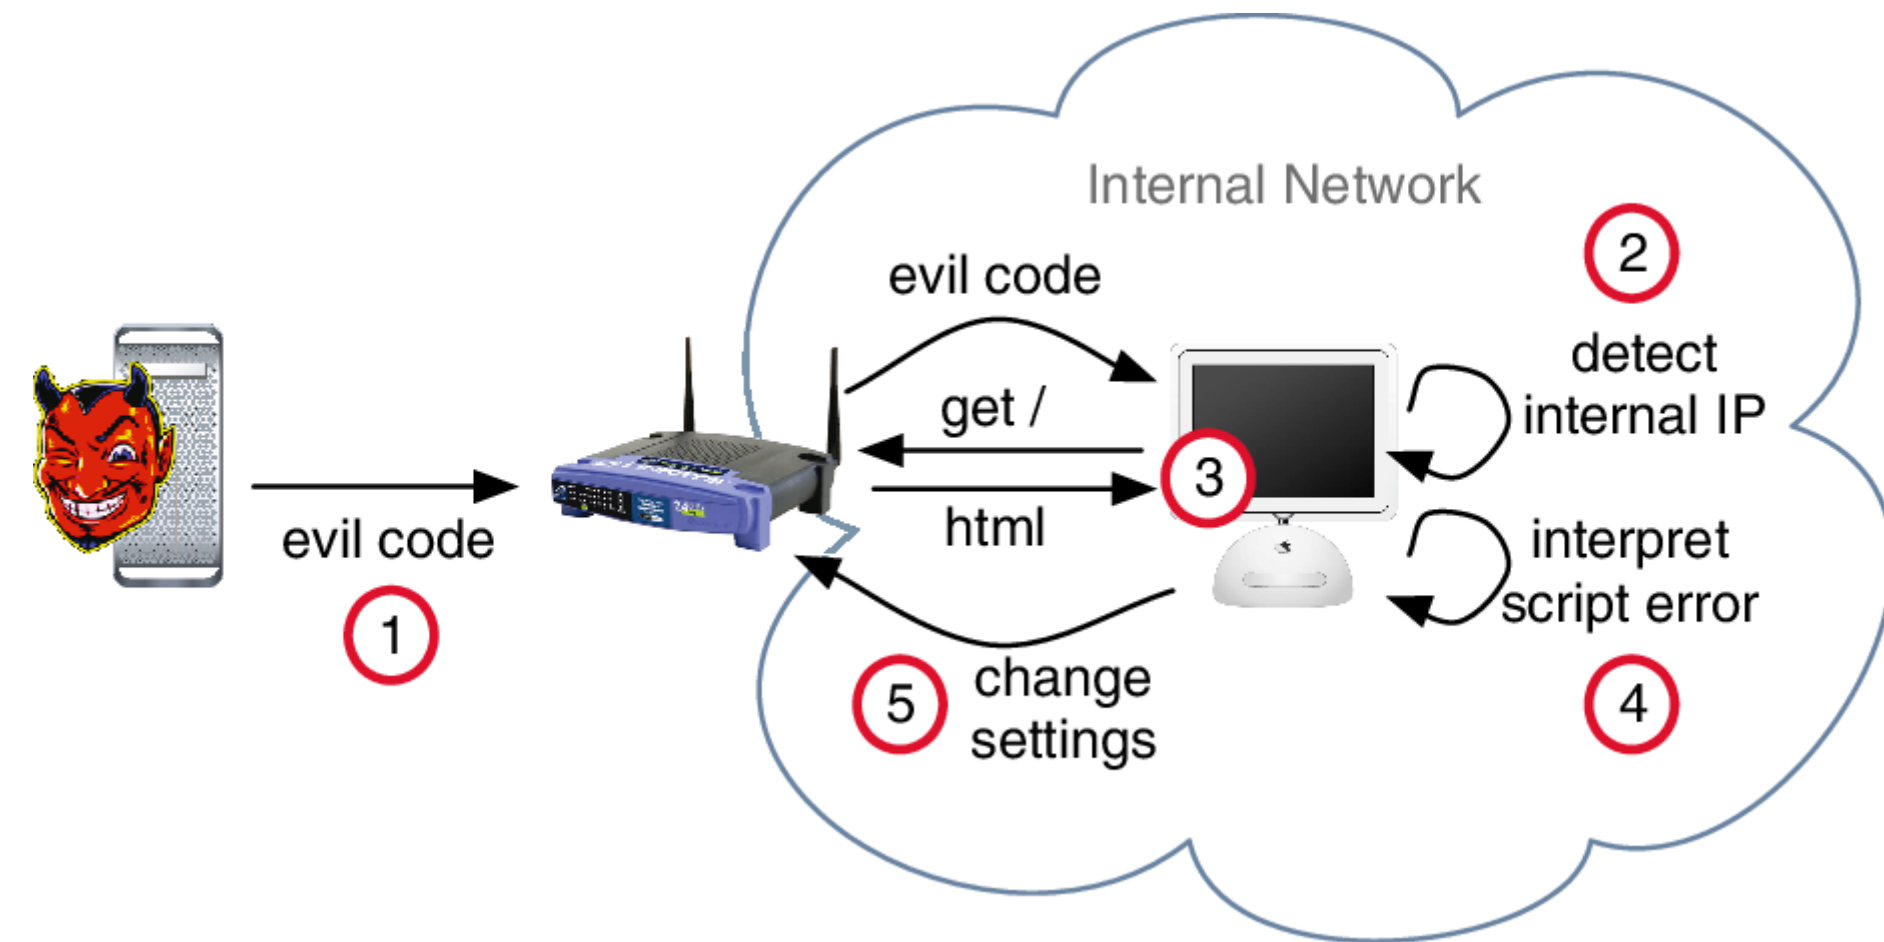 Internal Network
2
evil code
detect
internal IP
get /
3
html
evil code
1
interpret
script error
4
5
change
settings